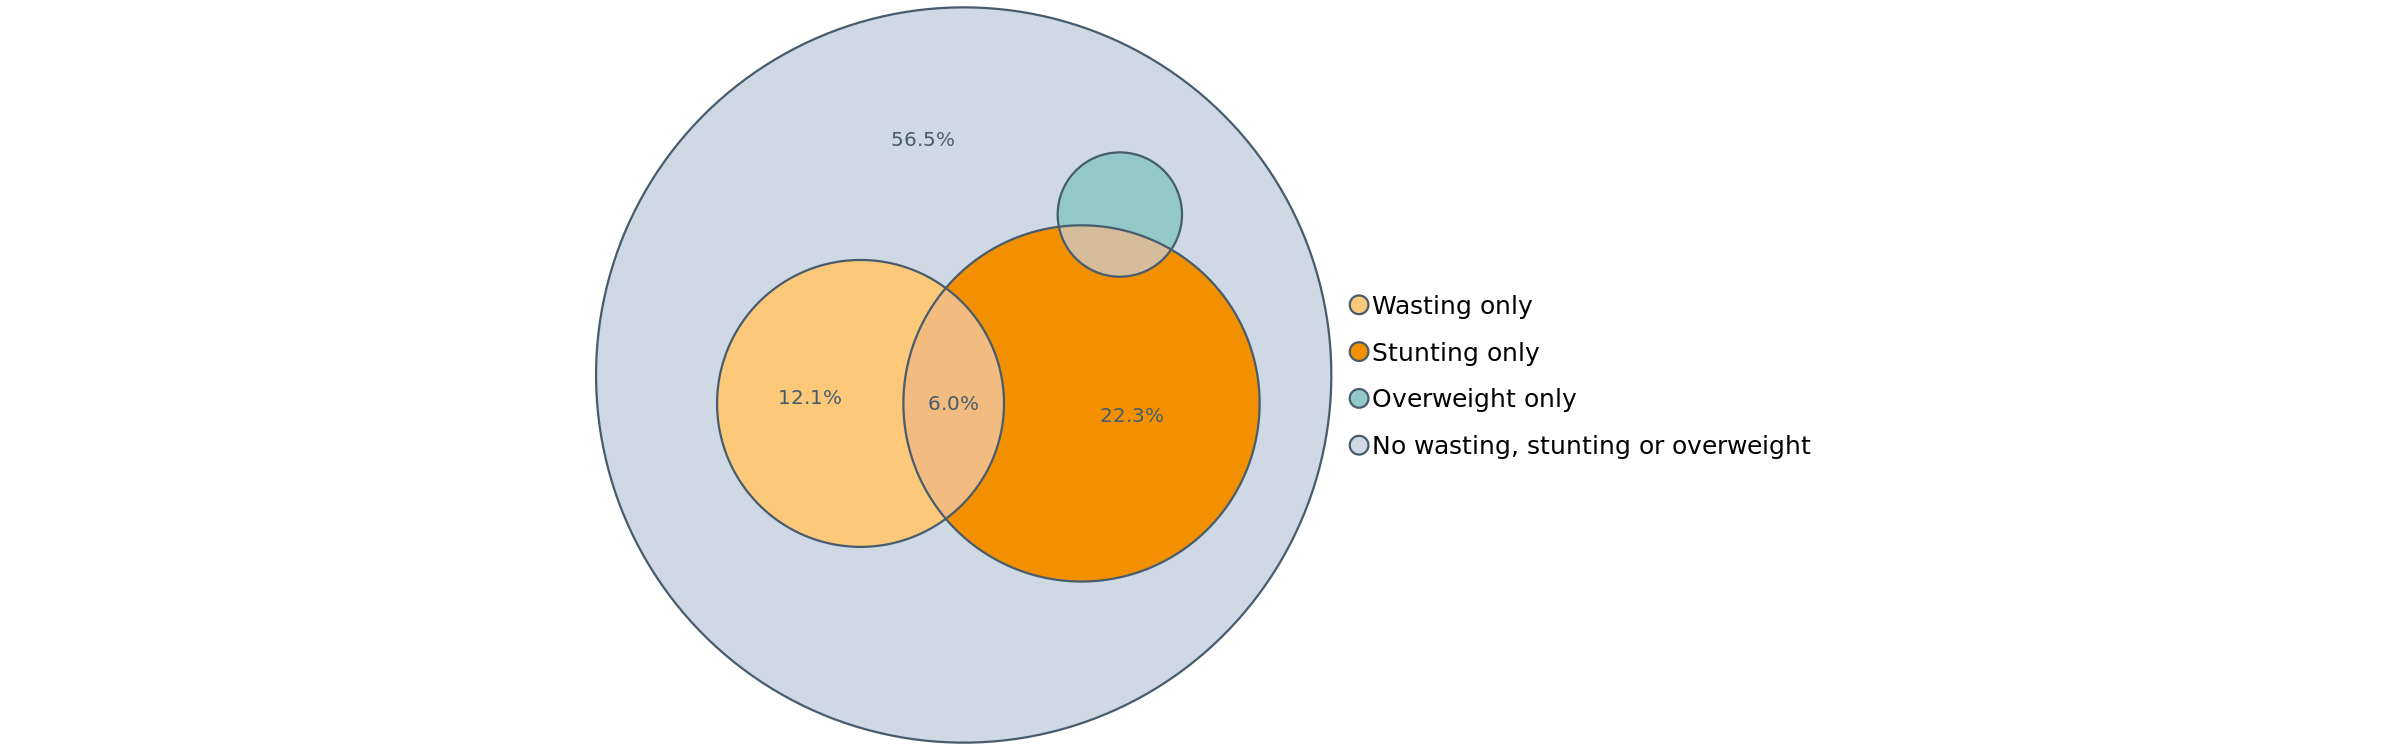 56.5%
12.1%
6.0%
22.3%
Wasting only
Stunting only
Overweight only
No wasting, stunting or overweight